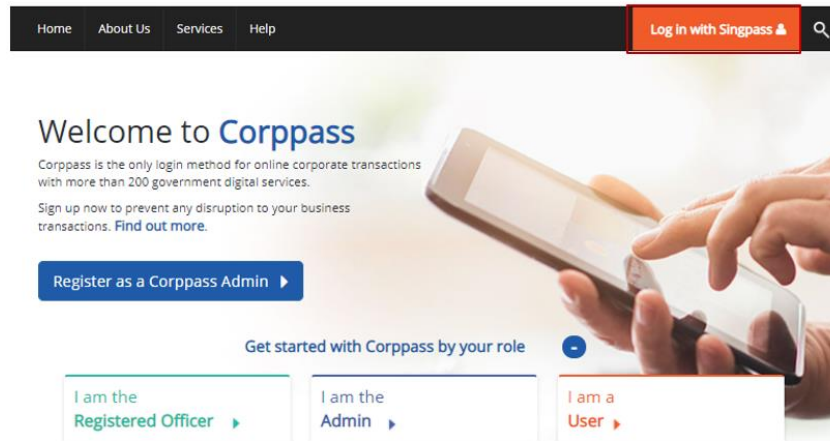 Home About Us Services Help Log in with Singpass
Welcome to Corppass
Corppass is the only login method for online corporate transactions
with more than 200 government digital services.
Sign up now to prevent any disruption to your business
transactions. Find out more.
Register as a Corppass Admin
Get started with Corppass by your role -
I am the I am the I am a
Registered Officer Admin User